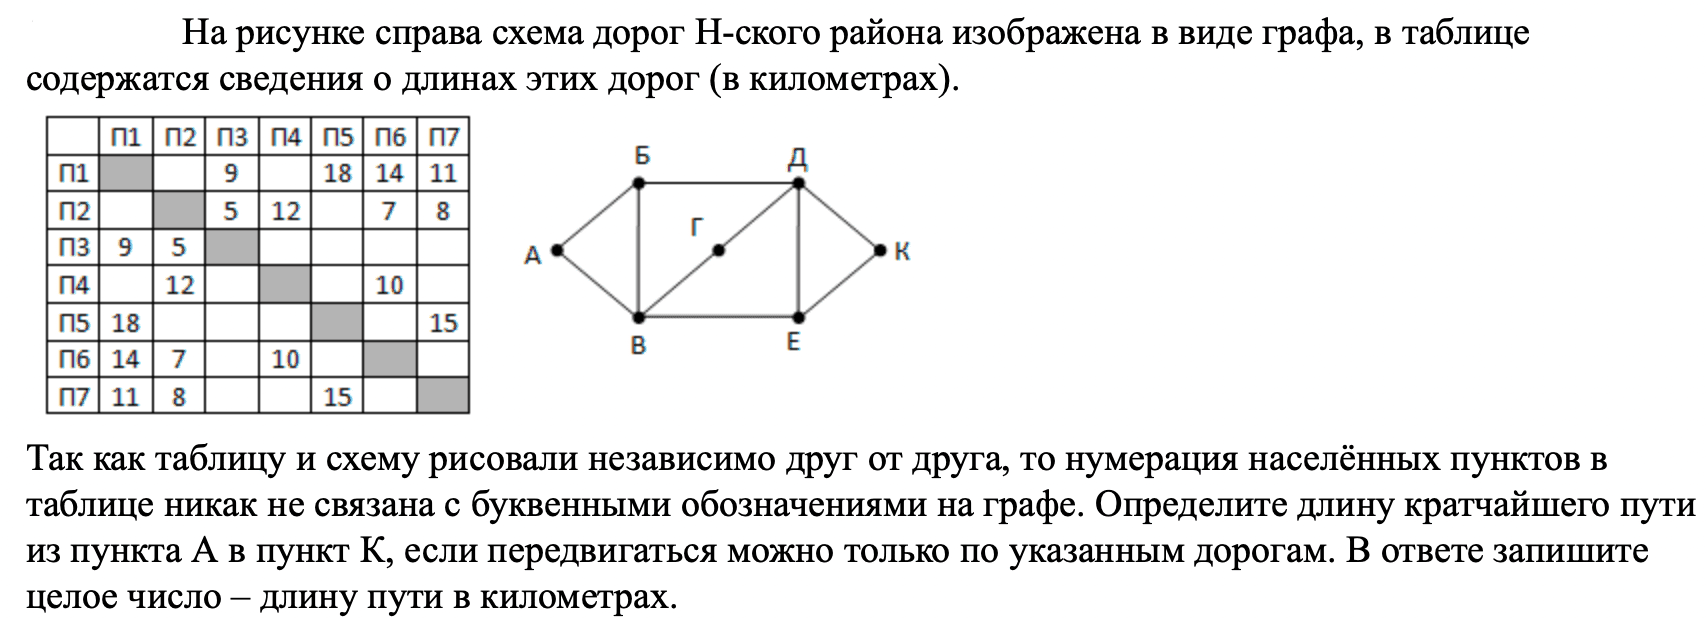 На рисунке справа схема дорог Н-ского района изображена в виде графа, в таблице
содержатся сведения о длинах этих дорог (в километрах).
П1 П2 П3 П4 П5 П6 П7
П1 9 18 14 11
П2 5 12 7 8
П3 9 5
П4 12 10
П5 18 15
П6 14 7 10
П7 11 8 15
Б Д
Г
А К
В Е
Так как таблицу и схему рисовали независимо друг от друга, то нумерация населённых пунктов в
таблице никак не связана с буквенными обозначениями на графе. Определите длину кратчайшего пути
из пункта А в пункт К, если передвигаться можно только по указанным дорогам. В ответе запишите
целое число – длину пути в километрах.